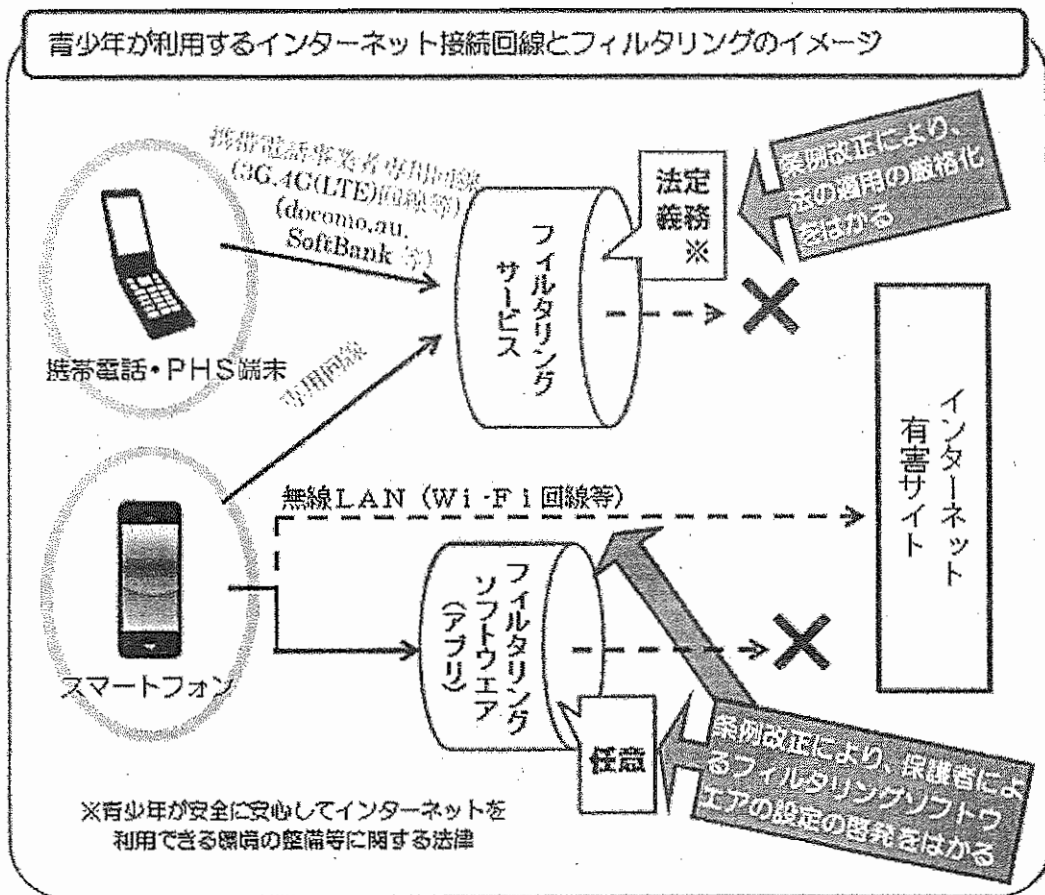 青少年が利用するインターネット接続回線とフィルタリングのイメージ
携帯電話事業者専用回線
(3G,4G(LTE)回線等)
(docomo,au,
SoftBank 等)
法定
義務
※
条例改正により、
法の適用の厳格化
をはかる
フィルタリング
サービス
携帯電話・PHS端末
専用回線
インターネット
有害サイト
無線LAN（Wi-Fi回線等）
フィルタリング
ソフトウエア
（アプリ）
スマートフォン
任意
条例改正により、保護者によ
るフィルタリングソフトウ
エアの設定の啓発をはかる
※青少年が安全に安心してインターネットを
利用できる環境の整備等に関する法律